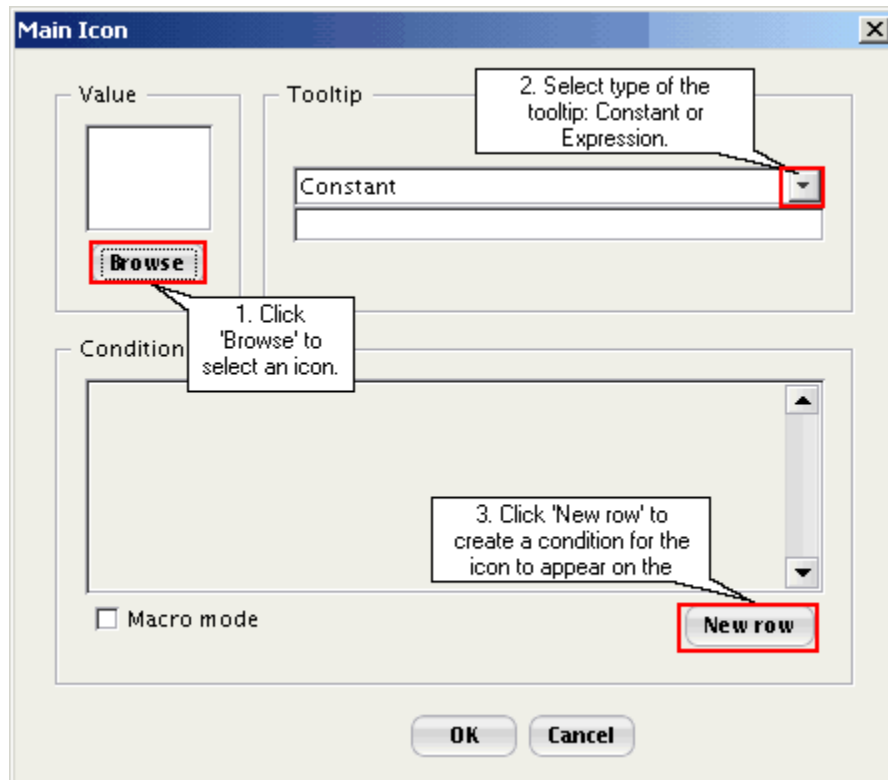 Main Icon
Value
Tooltip
2. Select type of the
tooltip: Constant or
Expression.
Constant
Browse
1. Click
'Browse' to
select an icon.
Condition
3. Click 'New row' to
create a condition for the
icon to appear on the
Macro mode
New row
OK
Cancel